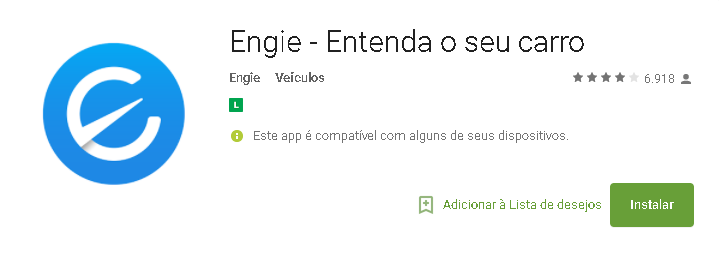 Engie - Entenda o seu carro
Engie Veículos
6.918
L
Este app é compatível com alguns de seus dispositivos.
Adicionar à Lista de desejos
Instalar